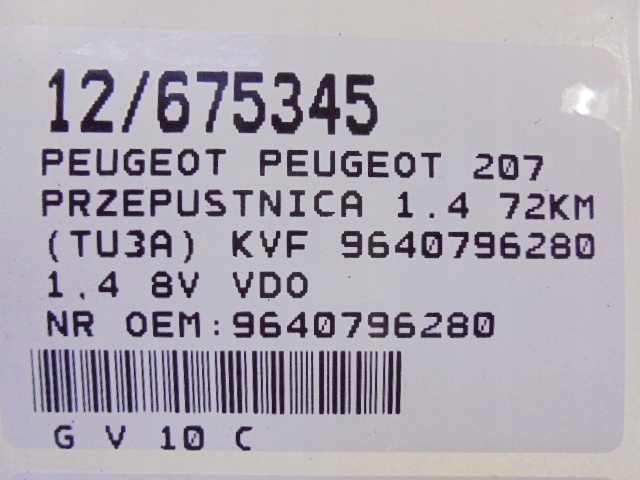 12/675345
PEUGEOT PEUGEOT 207
PRZEPUSTNICA 1.4 72KM
(TU3A) KVF 9640796280
1.4 8V VDO
NR OEM:9640796280
G V 10 C